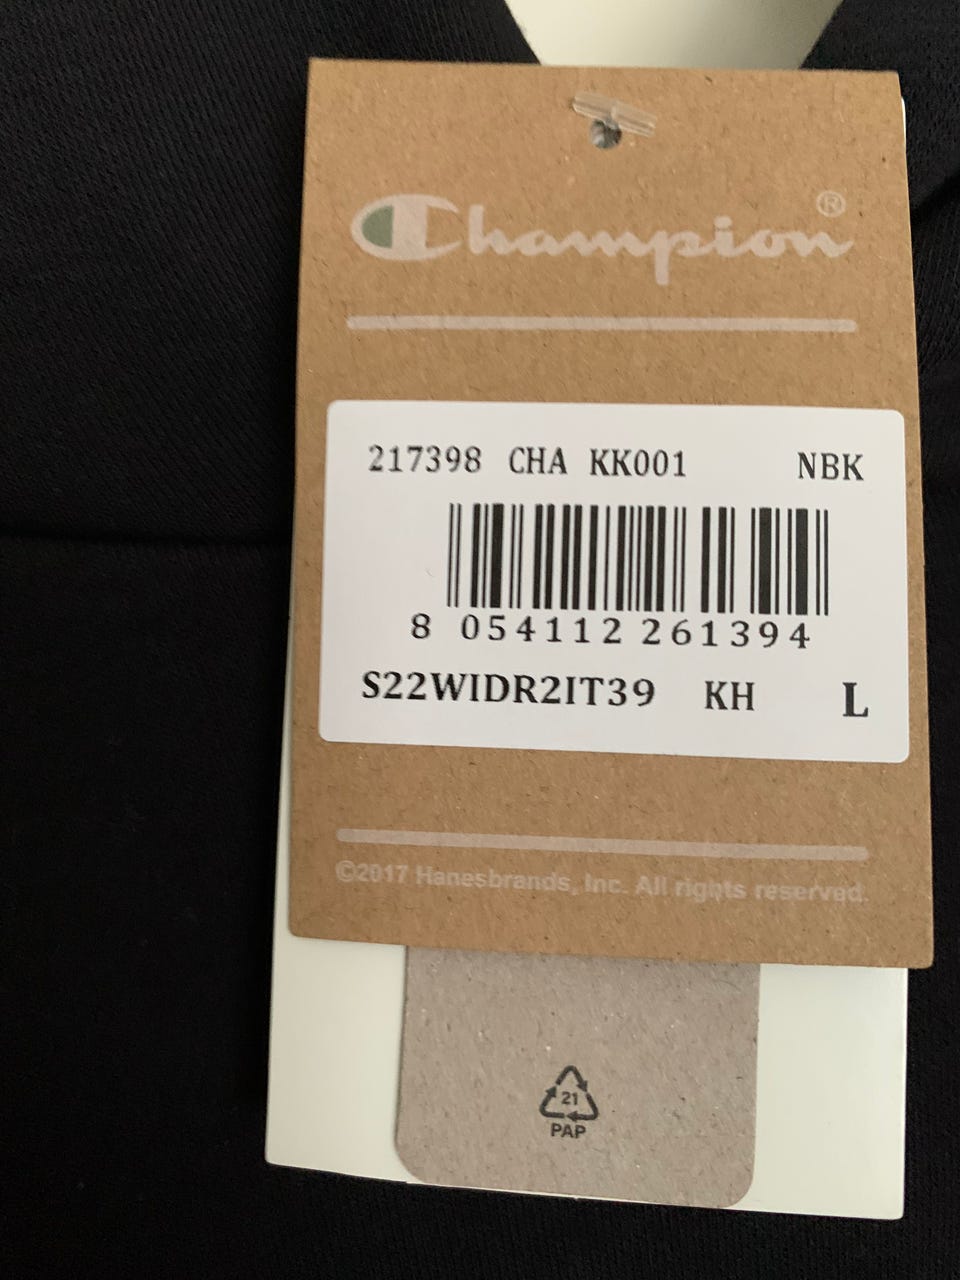 Champion®
217398 CHA KK001 NBK
8 054112 261394
S22WIDR2IT39 KH L
©2017 Hanesbrands, Inc. All rights reserved.
21
PAP